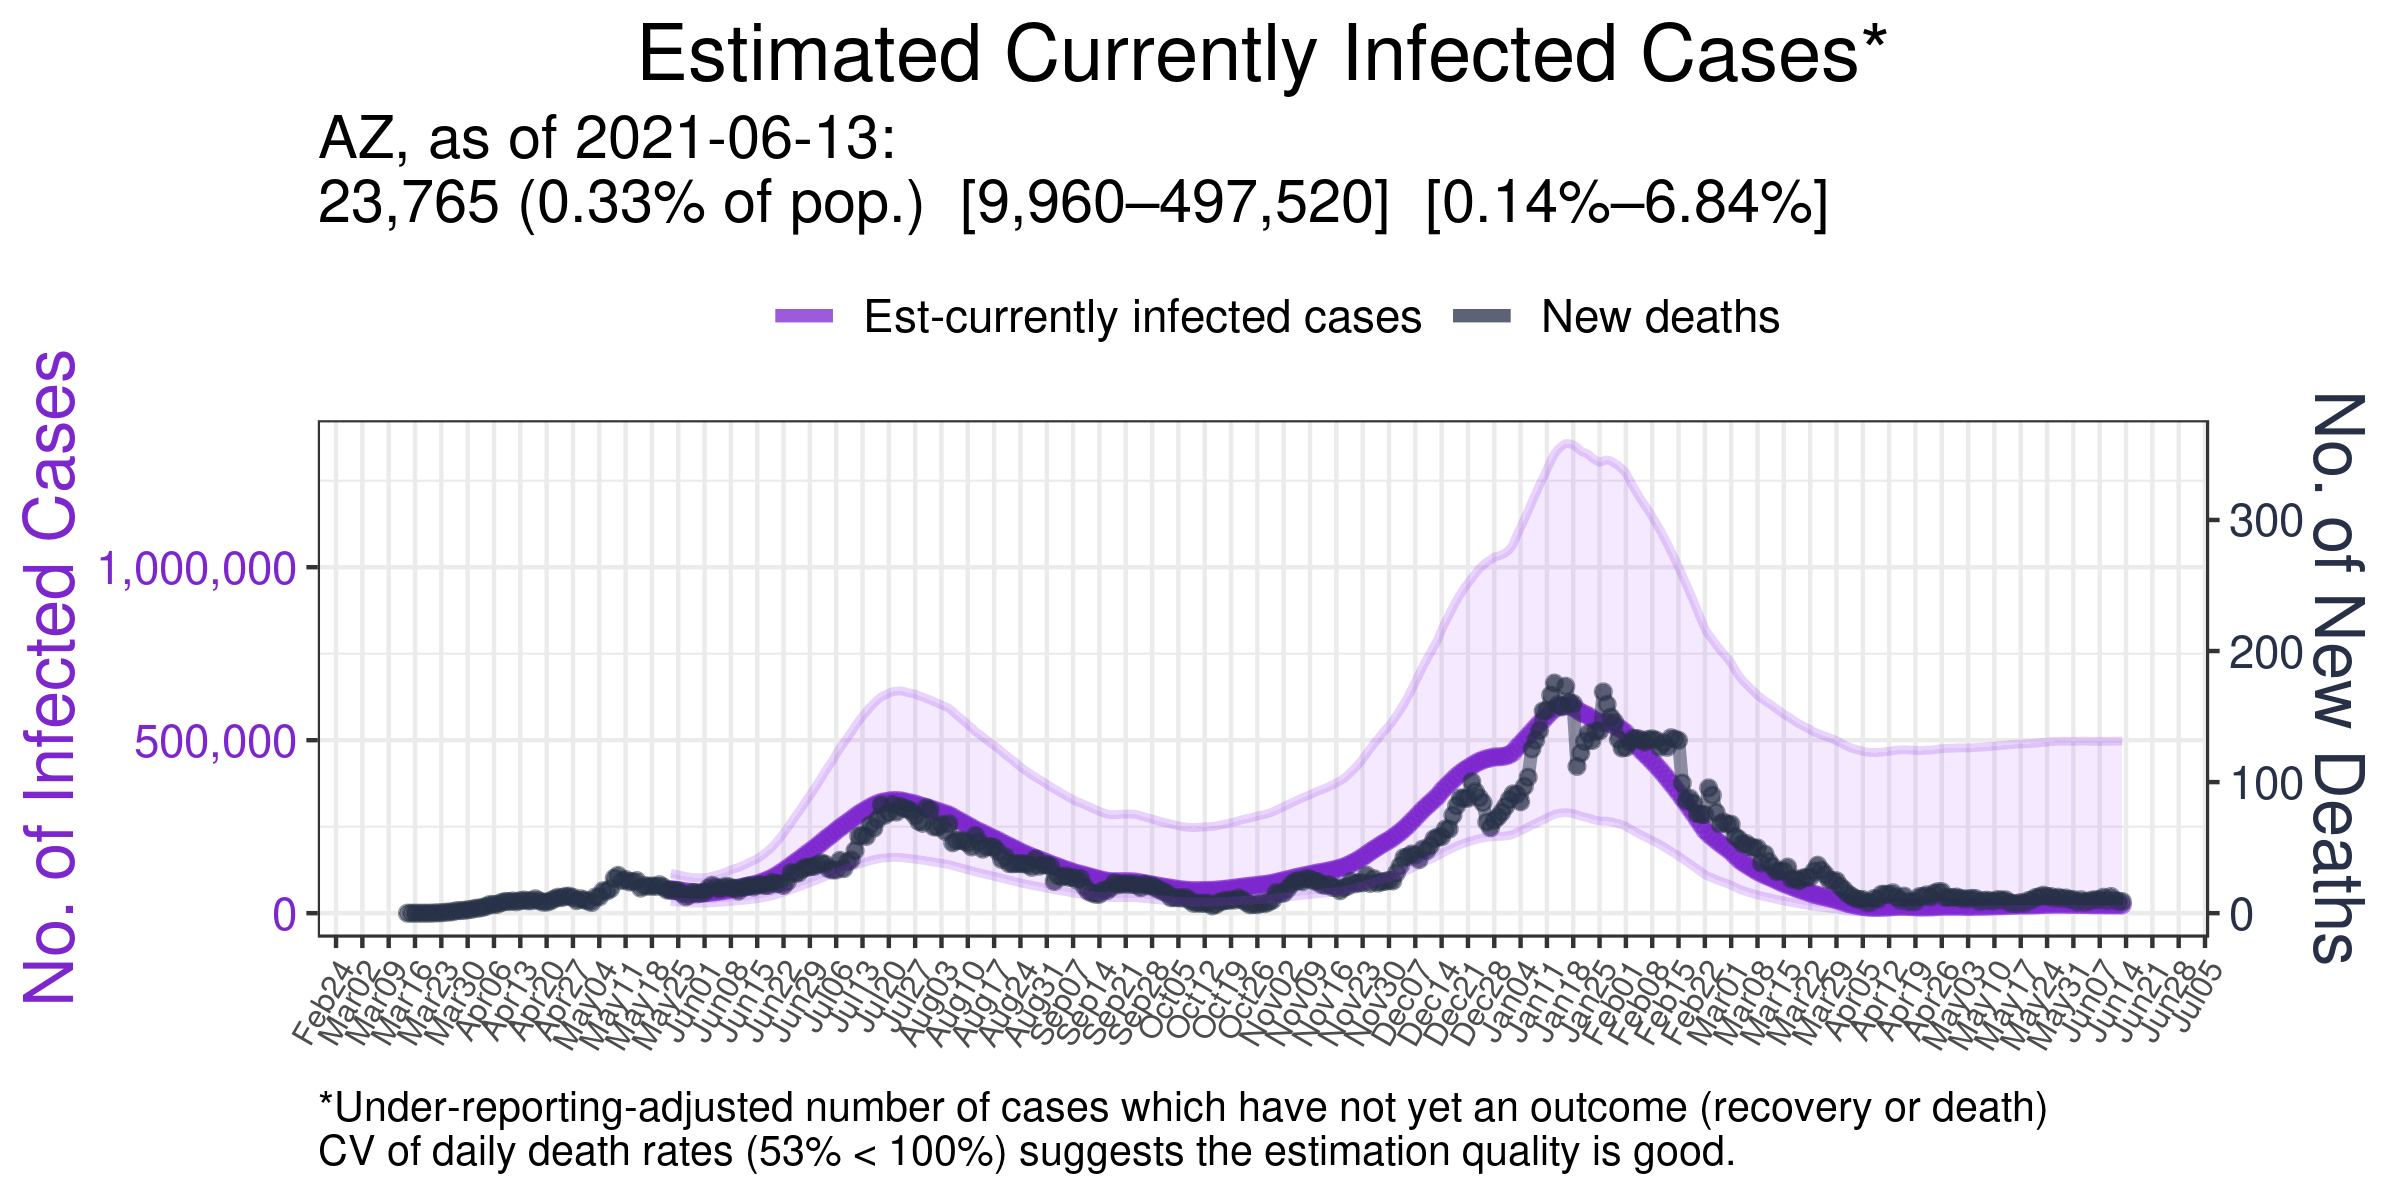 Estimated Currently Infected Cases*
AZ, as of 2021-06-13:
23,765 (0.33% of pop.) [9,960–497,520] [0.14%–6.84%]
Est-currently infected cases
New deaths
No. of Infected Cases
1,000,000
500,000
0
300
200
100
0
No. of New Deaths
Feb24
Mar02
Mar09
Mar16
Mar23
Mar30
Apr06
Apr13
Apr20
Apr27
May04
May11
May18
May25
Jun01
Jun08
Jun15
Jun22
Jun29
Jul06
Jul13
Jul20
Jul27
Aug03
Aug10
Aug17
Aug24
Aug31
Sep07
Sep14
Sep21
Sep28
Oct05
Oct12
Oct19
Oct26
Nov02
Nov09
Nov16
Nov23
Nov30
Dec07
Dec14
Dec21
Dec28
Jan04
Jan11
Jan18
Jan25
Feb01
Feb08
Feb15
Feb22
Mar01
Mar08
Mar15
Mar22
Mar29
Apr05
Apr12
Apr19
Apr26
May03
May10
May17
May24
May31
Jun07
Jun14
Jun21
Jun28
Jul05
*Under-reporting-adjusted number of cases which have not yet an outcome (recovery or death)
CV of daily death rates (53% < 100%) suggests the estimation quality is good.